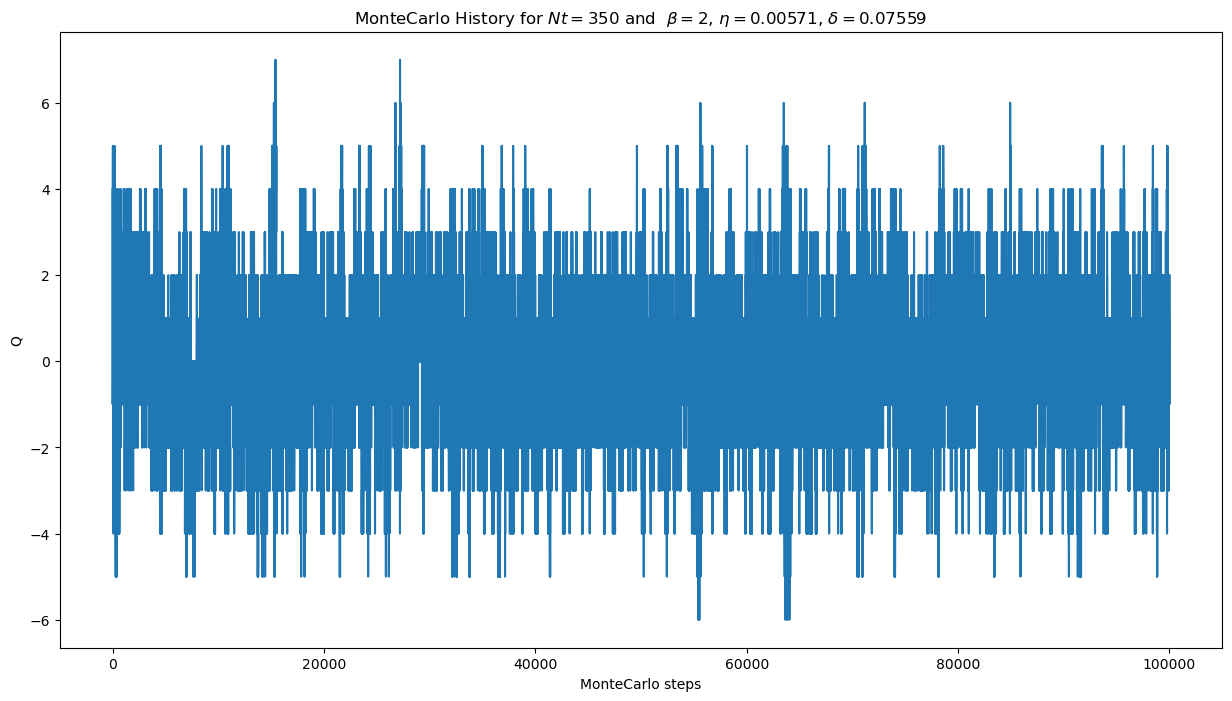 MonteCarlo History for Nt = 350 and β = 2, η = 0.00571, δ = 0.07559
6
4
2
0
−2
−4
−6
Q
0 20000 40000 60000 80000 100000
MonteCarlo steps